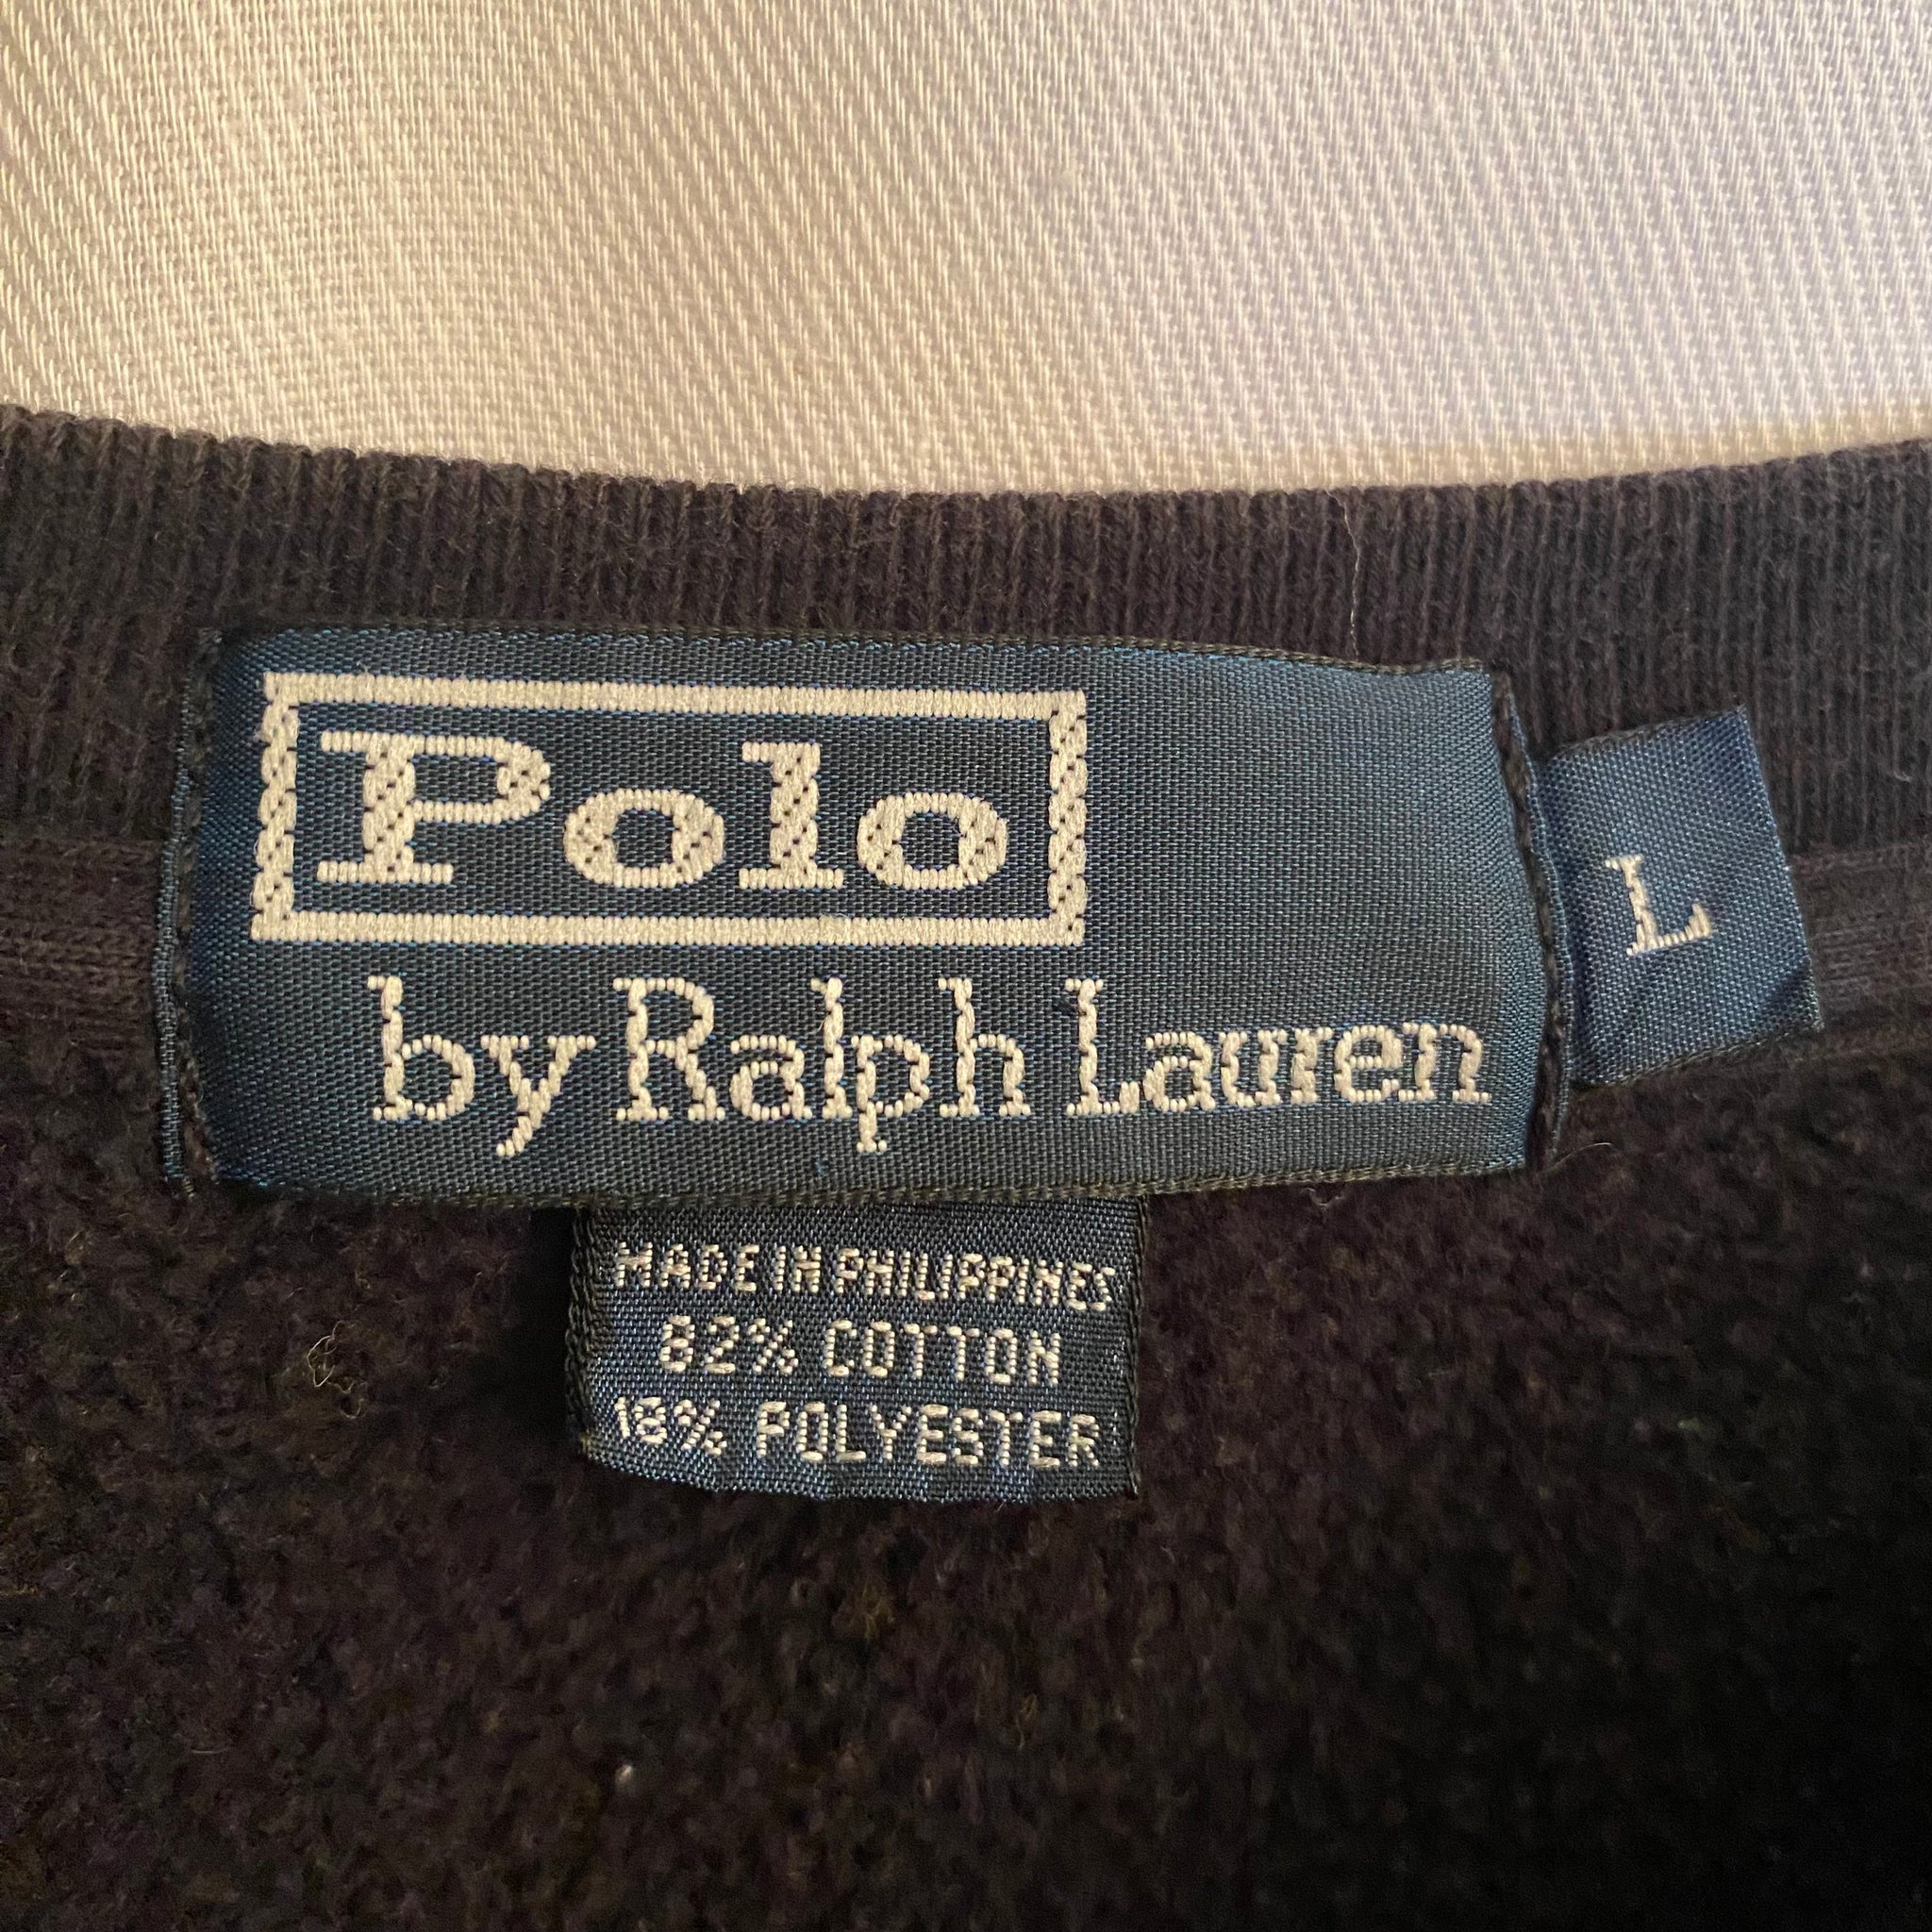 Polo
by Ralph Lauren
L
MADE IN PHILIPPINES
82% COTTON
18% POLYESTER